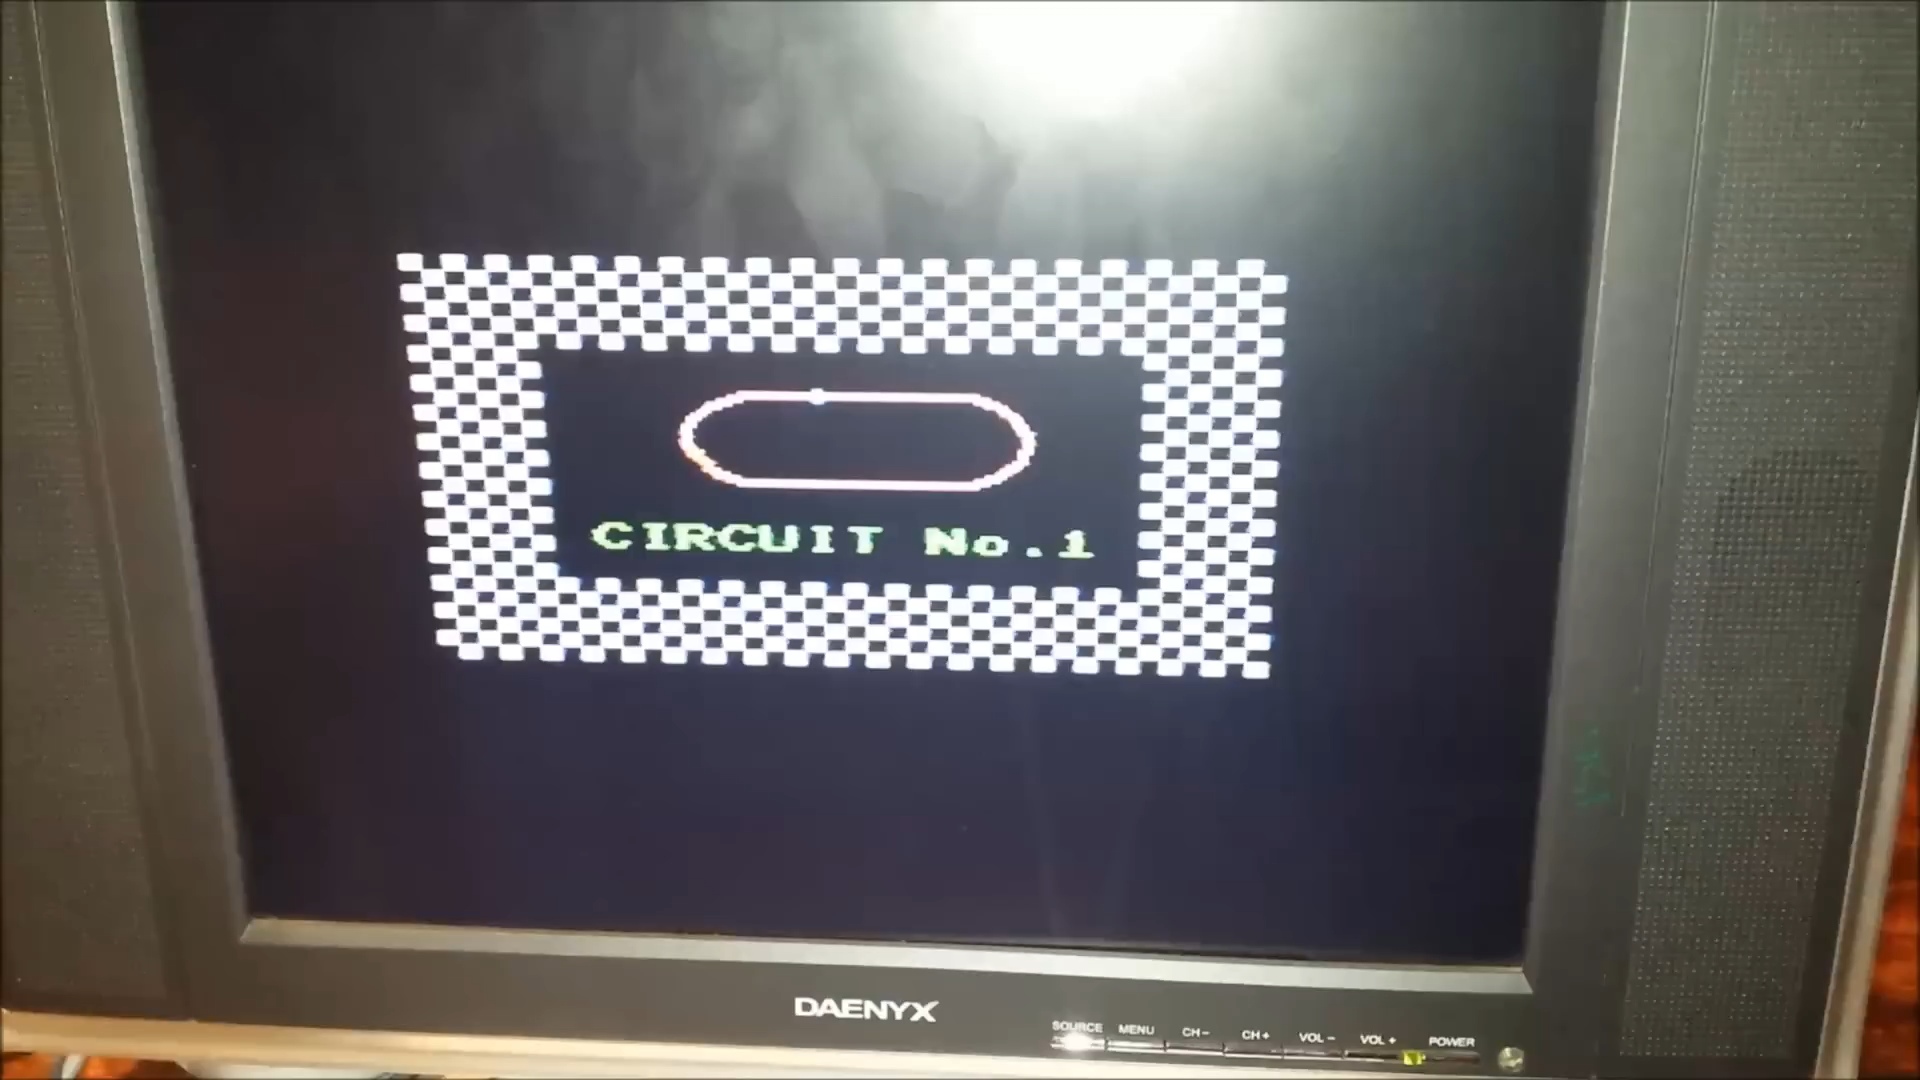 CIRCUIT No.1
DAENYX
SOURCE MENU CH- CH+ VOL- VOL+ POWER